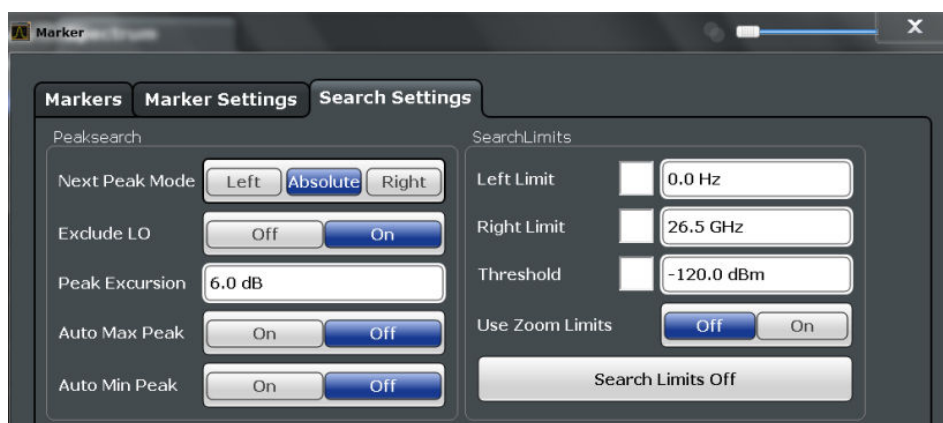 Marker
X
Markers Marker Settings Search Settings
Peaksearch
Next Peak Mode Left Absolute Right
Exclude LO Off On
Peak Excursion 6.0 dB
Auto Max Peak On Off
Auto Min Peak On Off
SearchLimits
Left Limit 0.0 Hz
Right Limit 26.5 GHz
Threshold -120.0 dBm
Use Zoom Limits Off On
Search Limits Off